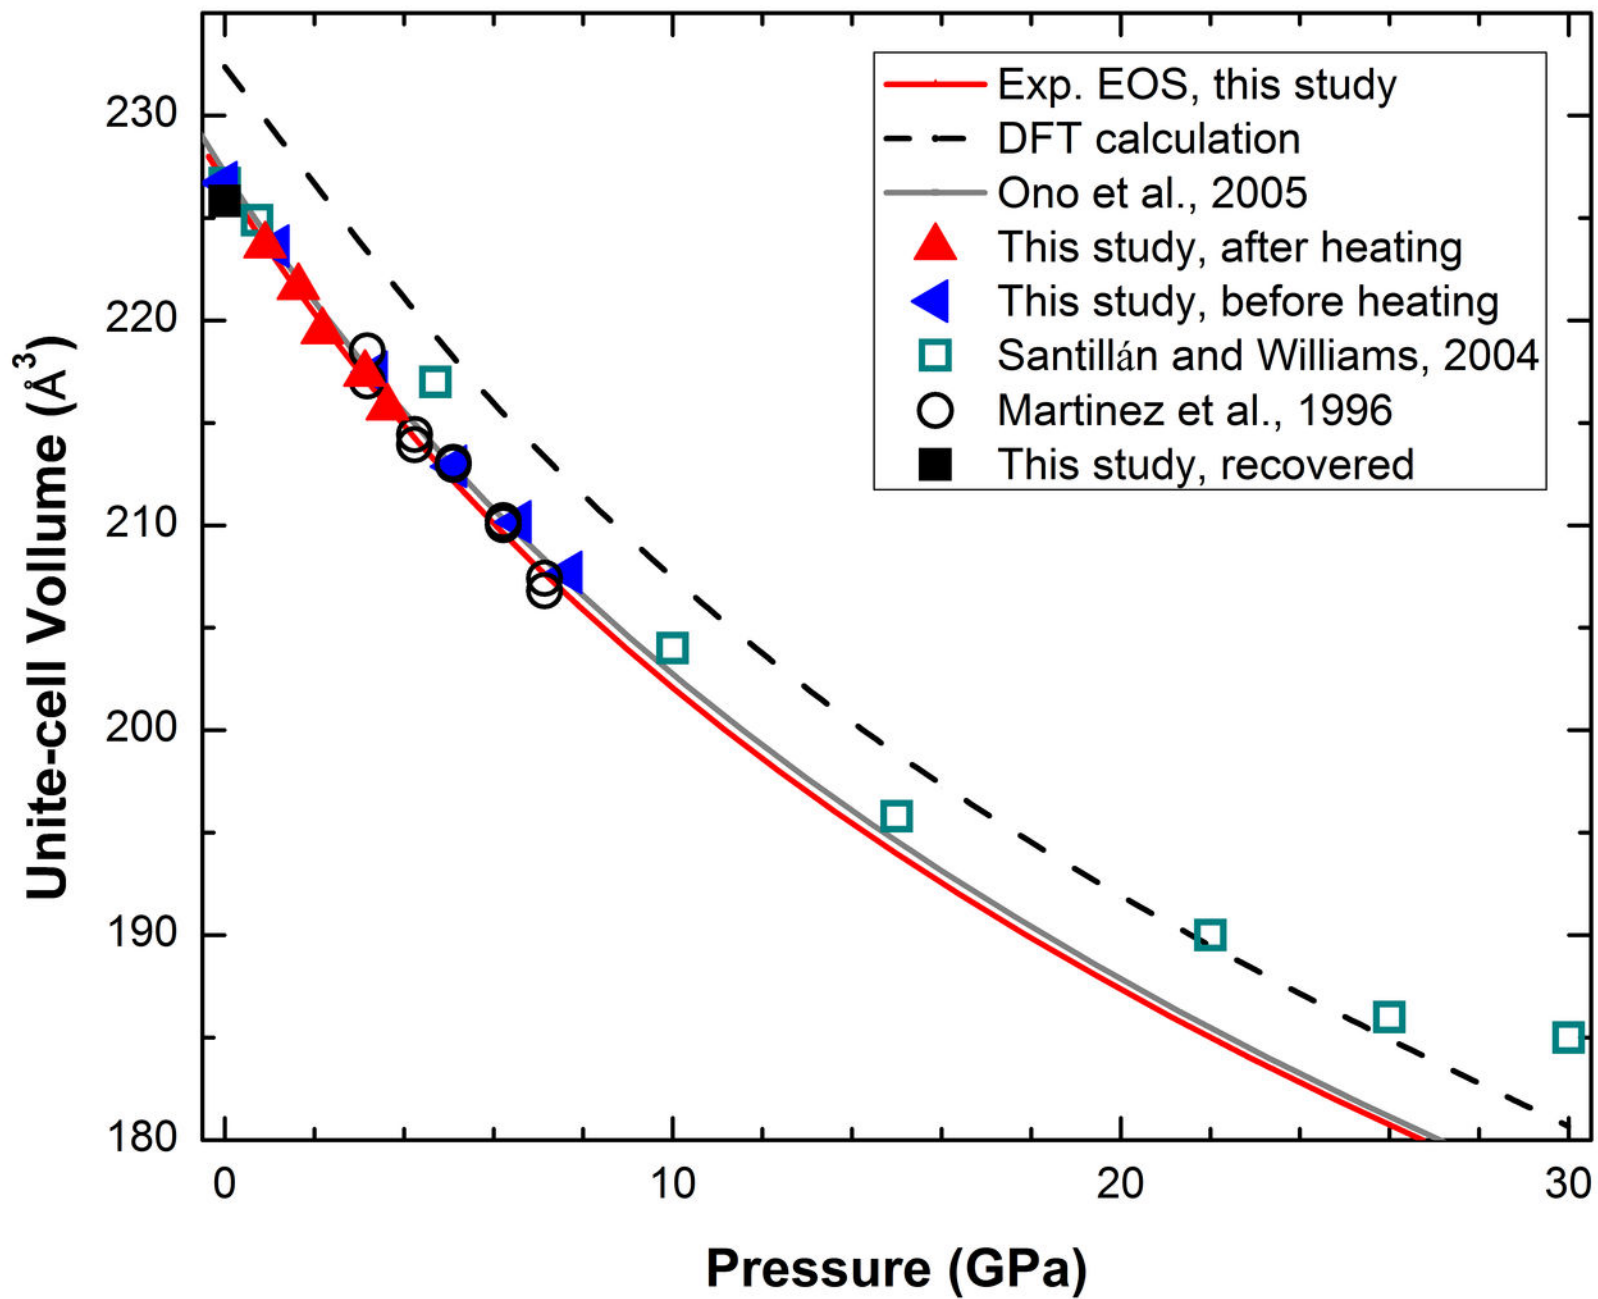 Exp. EOS, this study
DFT calculation
Ono et al., 2005
This study, after heating
This study, before heating
Santillán and Williams, 2004
Martinez et al., 1996
This study, recovered
230
220
210
200
190
180
Unite-cell Vollume (Å³)
0 10 20 30
Pressure (GPa)